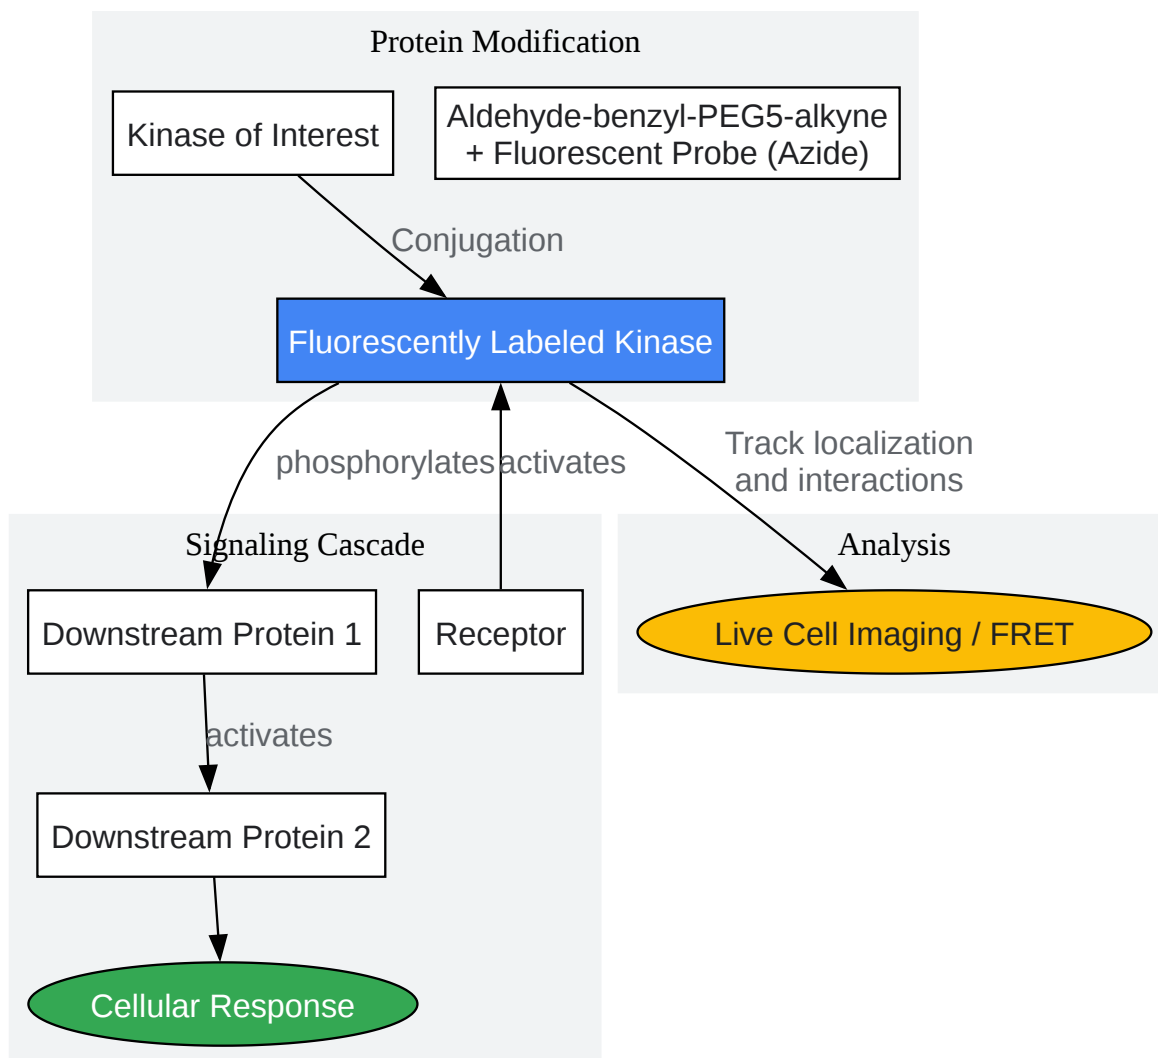 Protein Modification
Kinase of Interest
Aldehyde-benzyl-PEG5-alkyne
+ Fluorescent Probe (Azide)
Conjugation
Fluorescently Labeled Kinase
phosphorylates
activates
Track localization
and interactions
Signaling Cascade
Analysis
Downstream Protein 1
Receptor
Live Cell Imaging / FRET
activates
Downstream Protein 2
Cellular Response